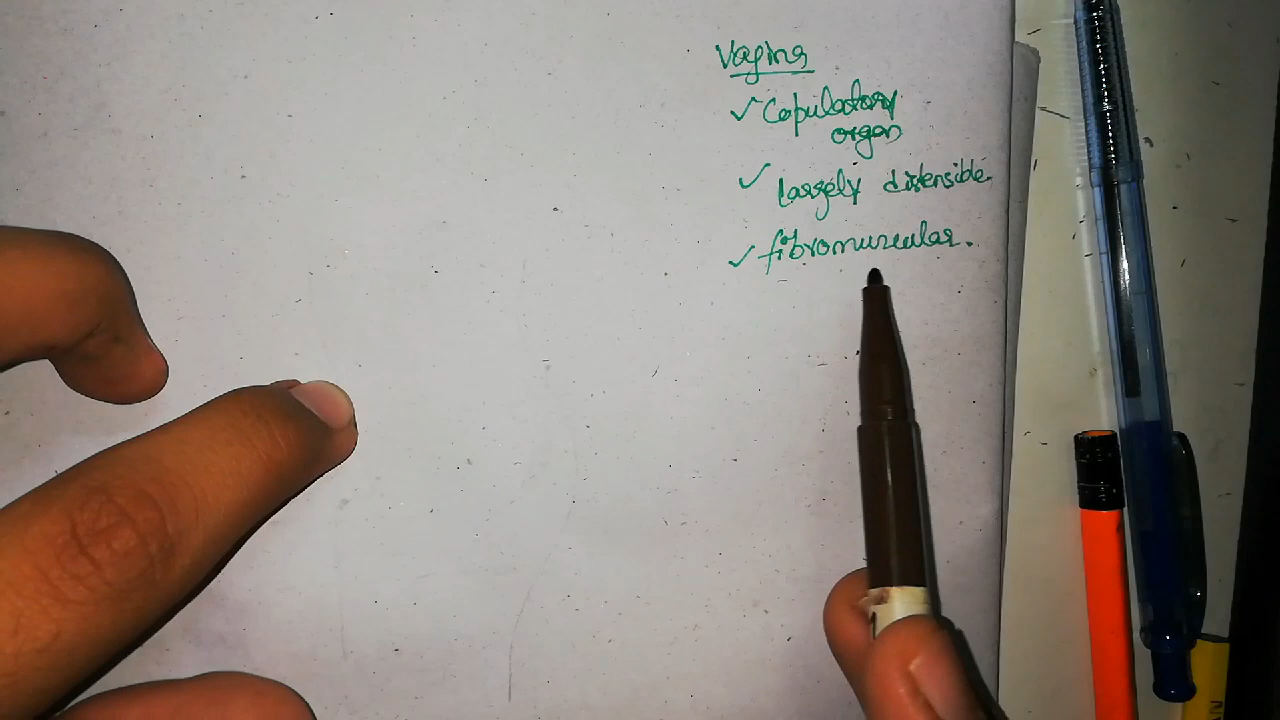 Vagina
✓ Copulatory
organ
✓ largely distensible.
✓ fibromuscular.